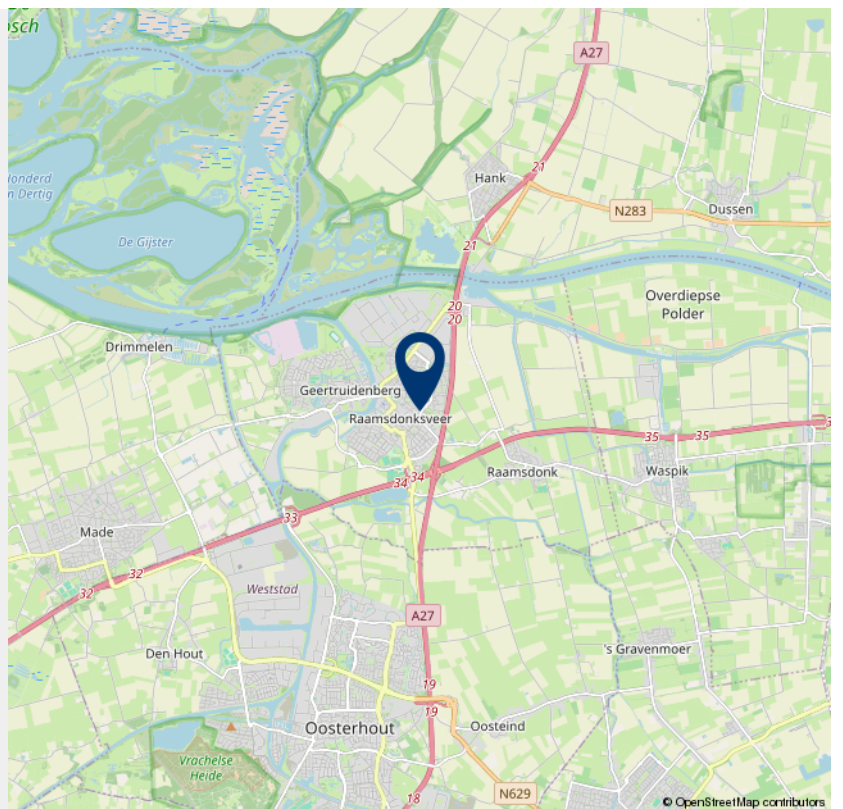 osch
A27
21
Hank
N283
Dussen
De Gijster
21
Overdiepse
Polder
20
20
Drimmelen
Geertruidenberg
Raamsdonksveer
35
35
Raamsdonk
Waspik
34
34
33
Made
32
32
Weststad
A27
Den Hout
's Gravenmoer
19
19
Oosterhout
Oosteind
Vrachelse
Heide
N629
18
© OpenStreetMap contributors